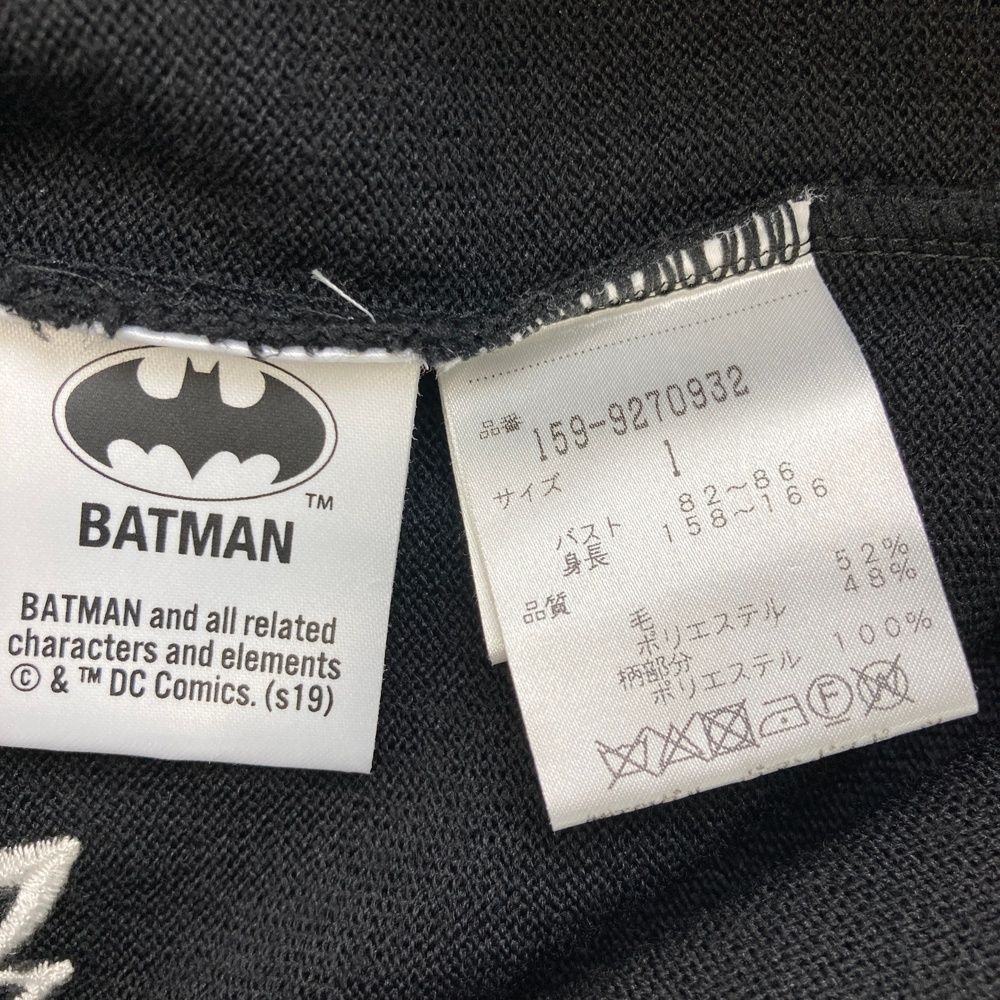 TM
BATMAN
BATMAN and all related
characters and elements
© & ™ DC Comics. (s19)
品番 159-9270932
サイズ 1
バスト 82～86
身長 158～166
品質
毛 52%
ポリエステル 48%
柄部分
ポリエステル 100%
F W